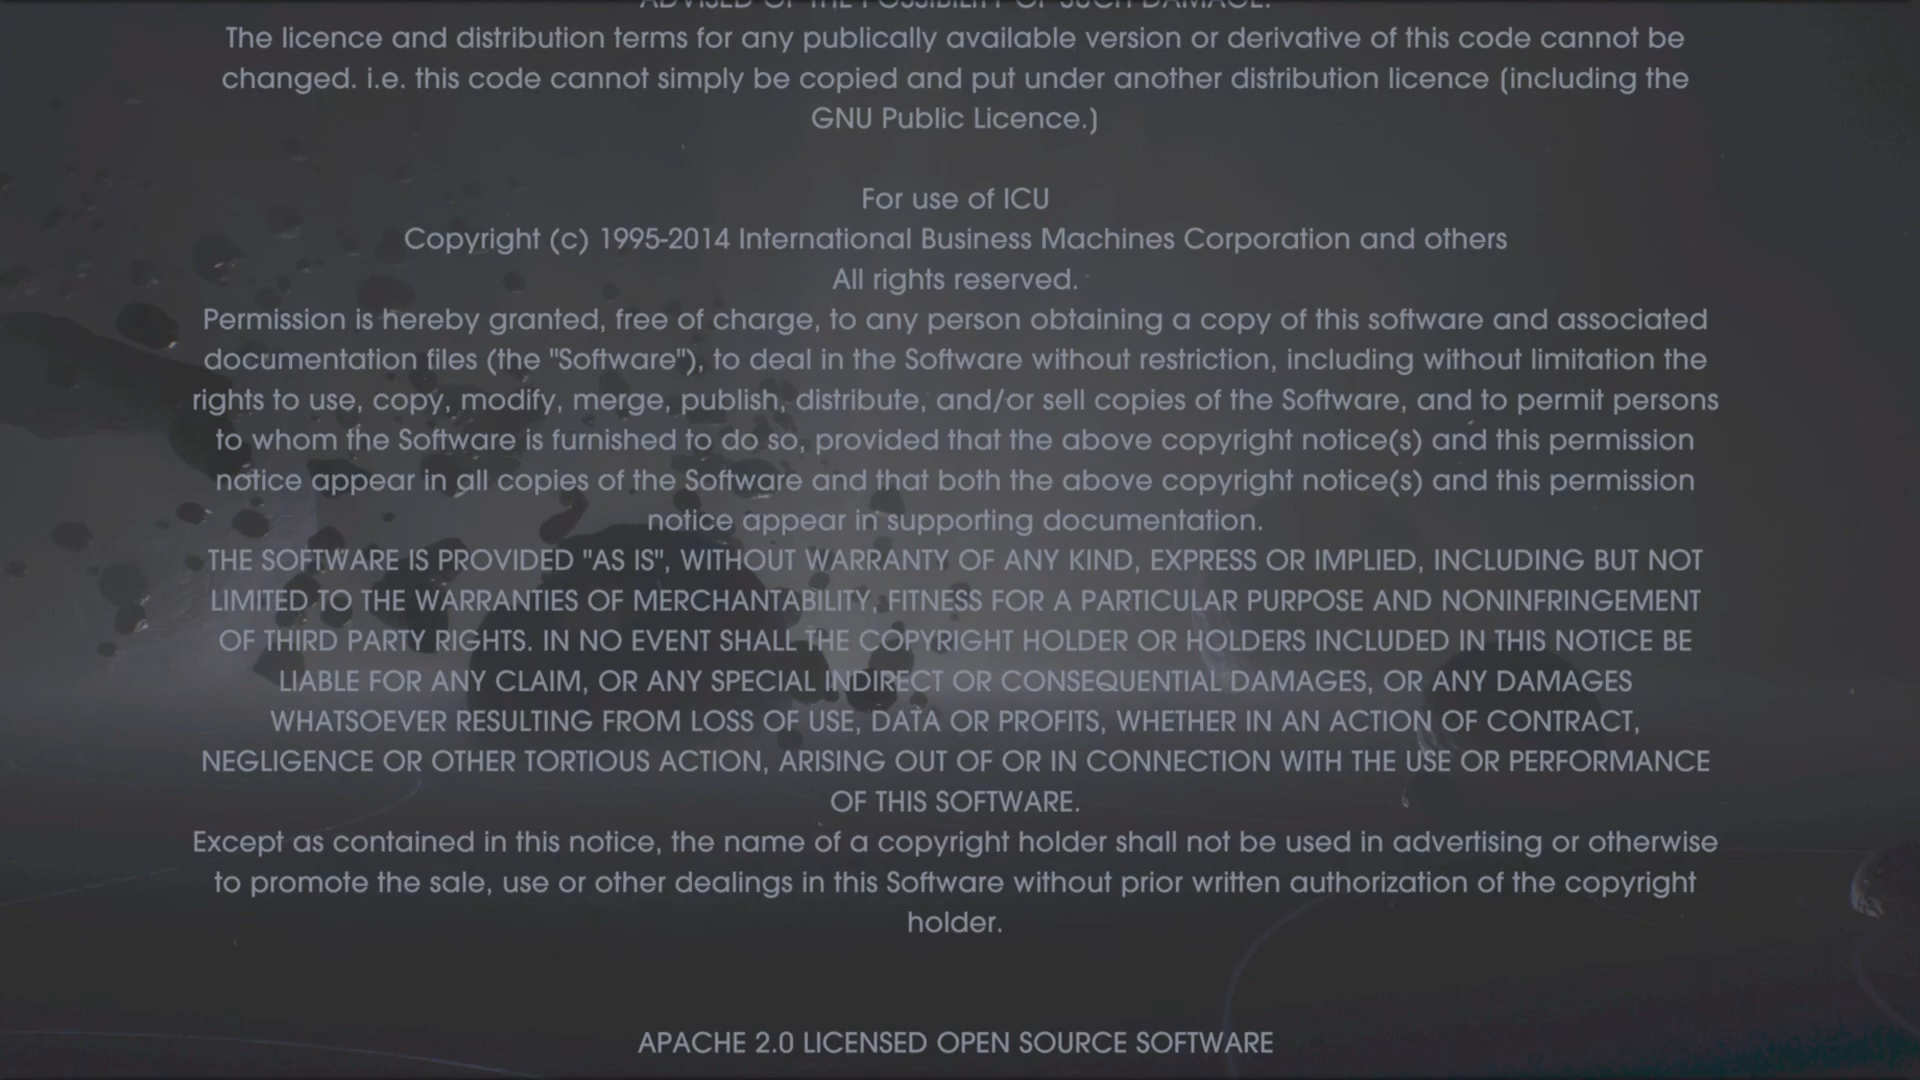 ADVISED OF THE POSSIBILITY OF SUCH DAMAGE.
The licence and distribution terms for any publically available version or derivative of this code cannot be
changed. i.e. this code cannot simply be copied and put under another distribution licence (including the
GNU Public Licence.)
For use of ICU
Copyright (c) 1995-2014 International Business Machines Corporation and others
All rights reserved.
Permission is hereby granted, free of charge, to any person obtaining a copy of this software and associated
documentation files (the "Software"), to deal in the Software without restriction, including without limitation the
rights to use, copy, modify, merge, publish, distribute, and/or sell copies of the Software, and to permit persons
to whom the Software is furnished to do so, provided that the above copyright notice(s) and this permission
notice appear in all copies of the Software and that both the above copyright notice(s) and this permission
notice appear in supporting documentation.
THE SOFTWARE IS PROVIDED "AS IS", WITHOUT WARRANTY OF ANY KIND, EXPRESS OR IMPLIED, INCLUDING BUT NOT
LIMITED TO THE WARRANTIES OF MERCHANTABILITY, FITNESS FOR A PARTICULAR PURPOSE AND NONINFRINGEMENT
OF THIRD PARTY RIGHTS. IN NO EVENT SHALL THE COPYRIGHT HOLDER OR HOLDERS INCLUDED IN THIS NOTICE BE
LIABLE FOR ANY CLAIM, OR ANY SPECIAL INDIRECT OR CONSEQUENTIAL DAMAGES, OR ANY DAMAGES
WHATSOEVER RESULTING FROM LOSS OF USE, DATA OR PROFITS, WHETHER IN AN ACTION OF CONTRACT,
NEGLIGENCE OR OTHER TORTIOUS ACTION, ARISING OUT OF OR IN CONNECTION WITH THE USE OR PERFORMANCE
OF THIS SOFTWARE.
Except as contained in this notice, the name of a copyright holder shall not be used in advertising or otherwise
to promote the sale, use or other dealings in this Software without prior written authorization of the copyright
holder.
APACHE 2.0 LICENSED OPEN SOURCE SOFTWARE